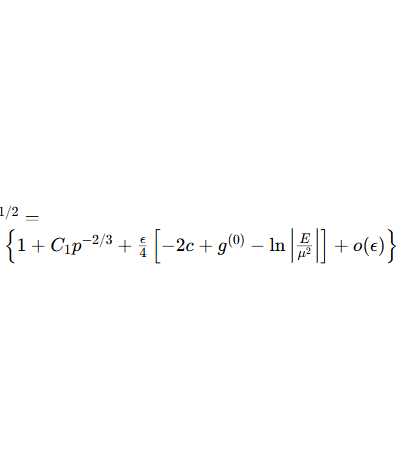 1/2 =
{1 + C₁p^{−2/3} + ϵ/4 [−2c + g^{(0)} − ln |E/μ²|] + o(ϵ)}